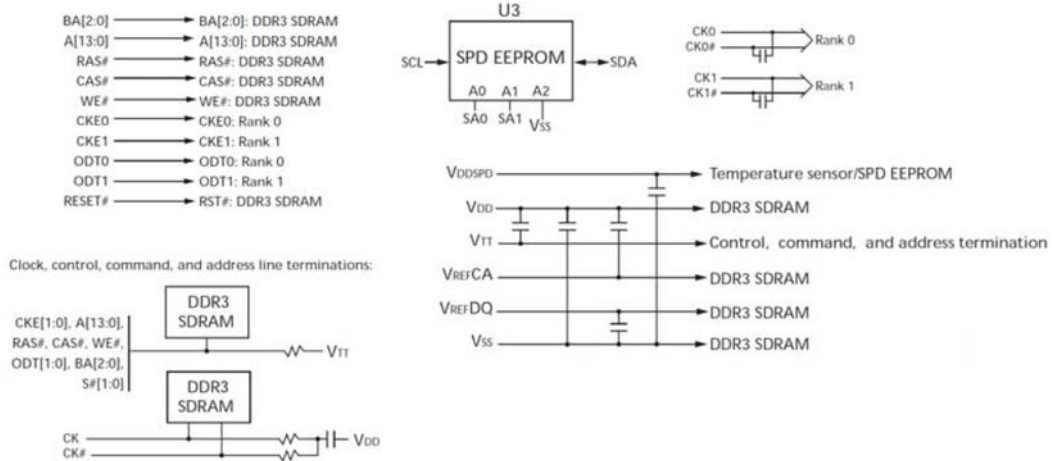 BA[2:0] BA[2:0]: DDR3 SDRAM
A[13:0] A[13:0]: DDR3 SDRAM
RAS# RAS#: DDR3 SDRAM
CAS# CAS#: DDR3 SDRAM
WE# WE#: DDR3 SDRAM
CKE0 CKE0: Rank 0
CKE1 CKE1: Rank 1
ODT0 ODT0: Rank 0
ODT1 ODT1: Rank 1
RESET# RST#: DDR3 SDRAM
U3
SCL SPD EEPROM SDA
A0 A1 A2
SA0 SA1 VSS
CK0
CK0#
Rank 0
CK1
CK1#
Rank 1
VDDSPD Temperature sensor/SPD EEPROM
VDD DDR3 SDRAM
VTT Control, command, and address termination
VREFCA DDR3 SDRAM
VREFDQ DDR3 SDRAM
VSS DDR3 SDRAM
Clock, control, command, and address line terminations:
DDR3
SDRAM
CKE[1:0], A[13:0],
RAS#, CAS#, WE#,
ODT[1:0], BA[2:0],
S#[1:0]
VTT
DDR3
SDRAM
CK
CK#
VDD